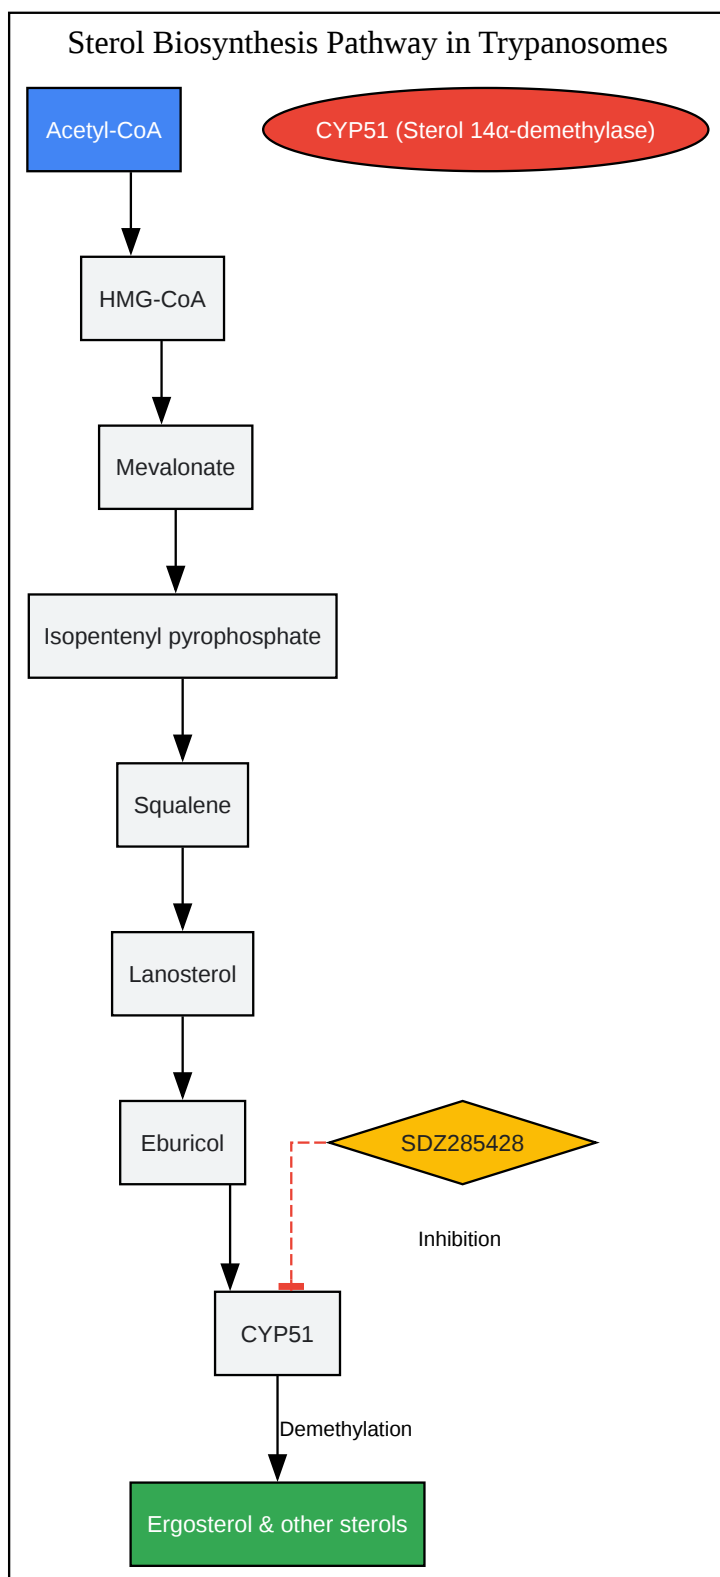 Sterol Biosynthesis Pathway in Trypanosomes
Acetyl-CoA
CYP51 (Sterol 14α-demethylase)
HMG-CoA
Mevalonate
Isopentenyl pyrophosphate
Squalene
Lanosterol
Eburicol
SDZ285428
Inhibition
CYP51
Demethylation
Ergosterol & other sterols